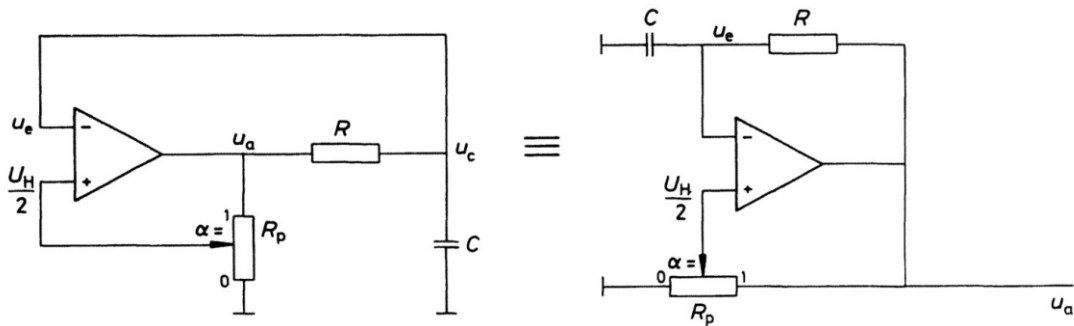 u_e
U_H/2
u_a
R
u_c
α = 1
0
R_p
C
≡
C
u_e
R
U_H/2
α =
0
1
R_p
u_a